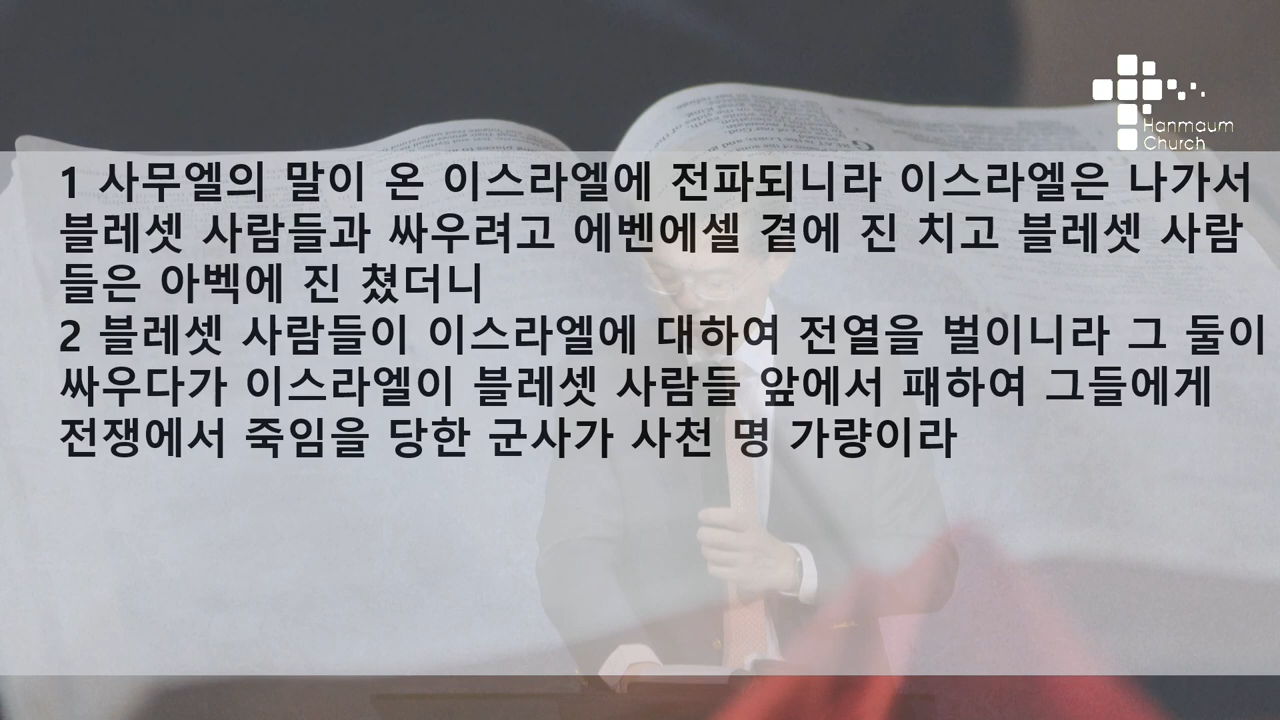 Hanmaum
Church
1 사무엘의 말이 온 이스라엘에 전파되니라 이스라엘은 나가서
블레셋 사람들과 싸우려고 에벤에셀 곁에 진 치고 블레셋 사람
들은 아벡에 진 쳤더니
2 블레셋 사람들이 이스라엘에 대하여 전열을 벌이니라 그 둘이
싸우다가 이스라엘이 블레셋 사람들 앞에서 패하여 그들에게
전쟁에서 죽임을 당한 군사가 사천 명 가량이라